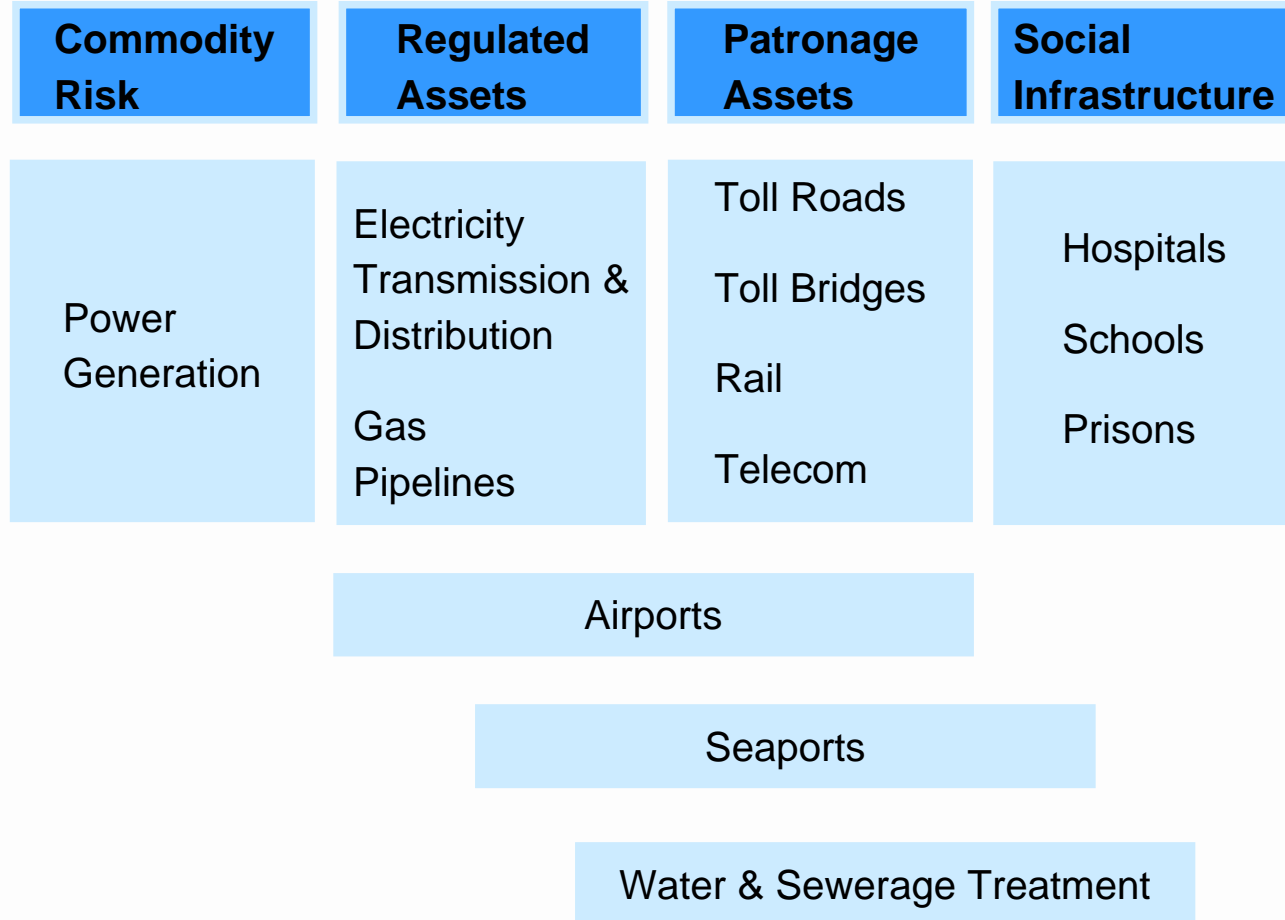 Commodity
Risk
Regulated
Assets
Patronage
Assets
Social
Infrastructure
Power
Generation
Electricity
Transmission &
Distribution
Gas
Pipelines
Toll Roads
Toll Bridges
Rail
Telecom
Hospitals
Schools
Prisons
Airports
Seaports
Water & Sewerage Treatment